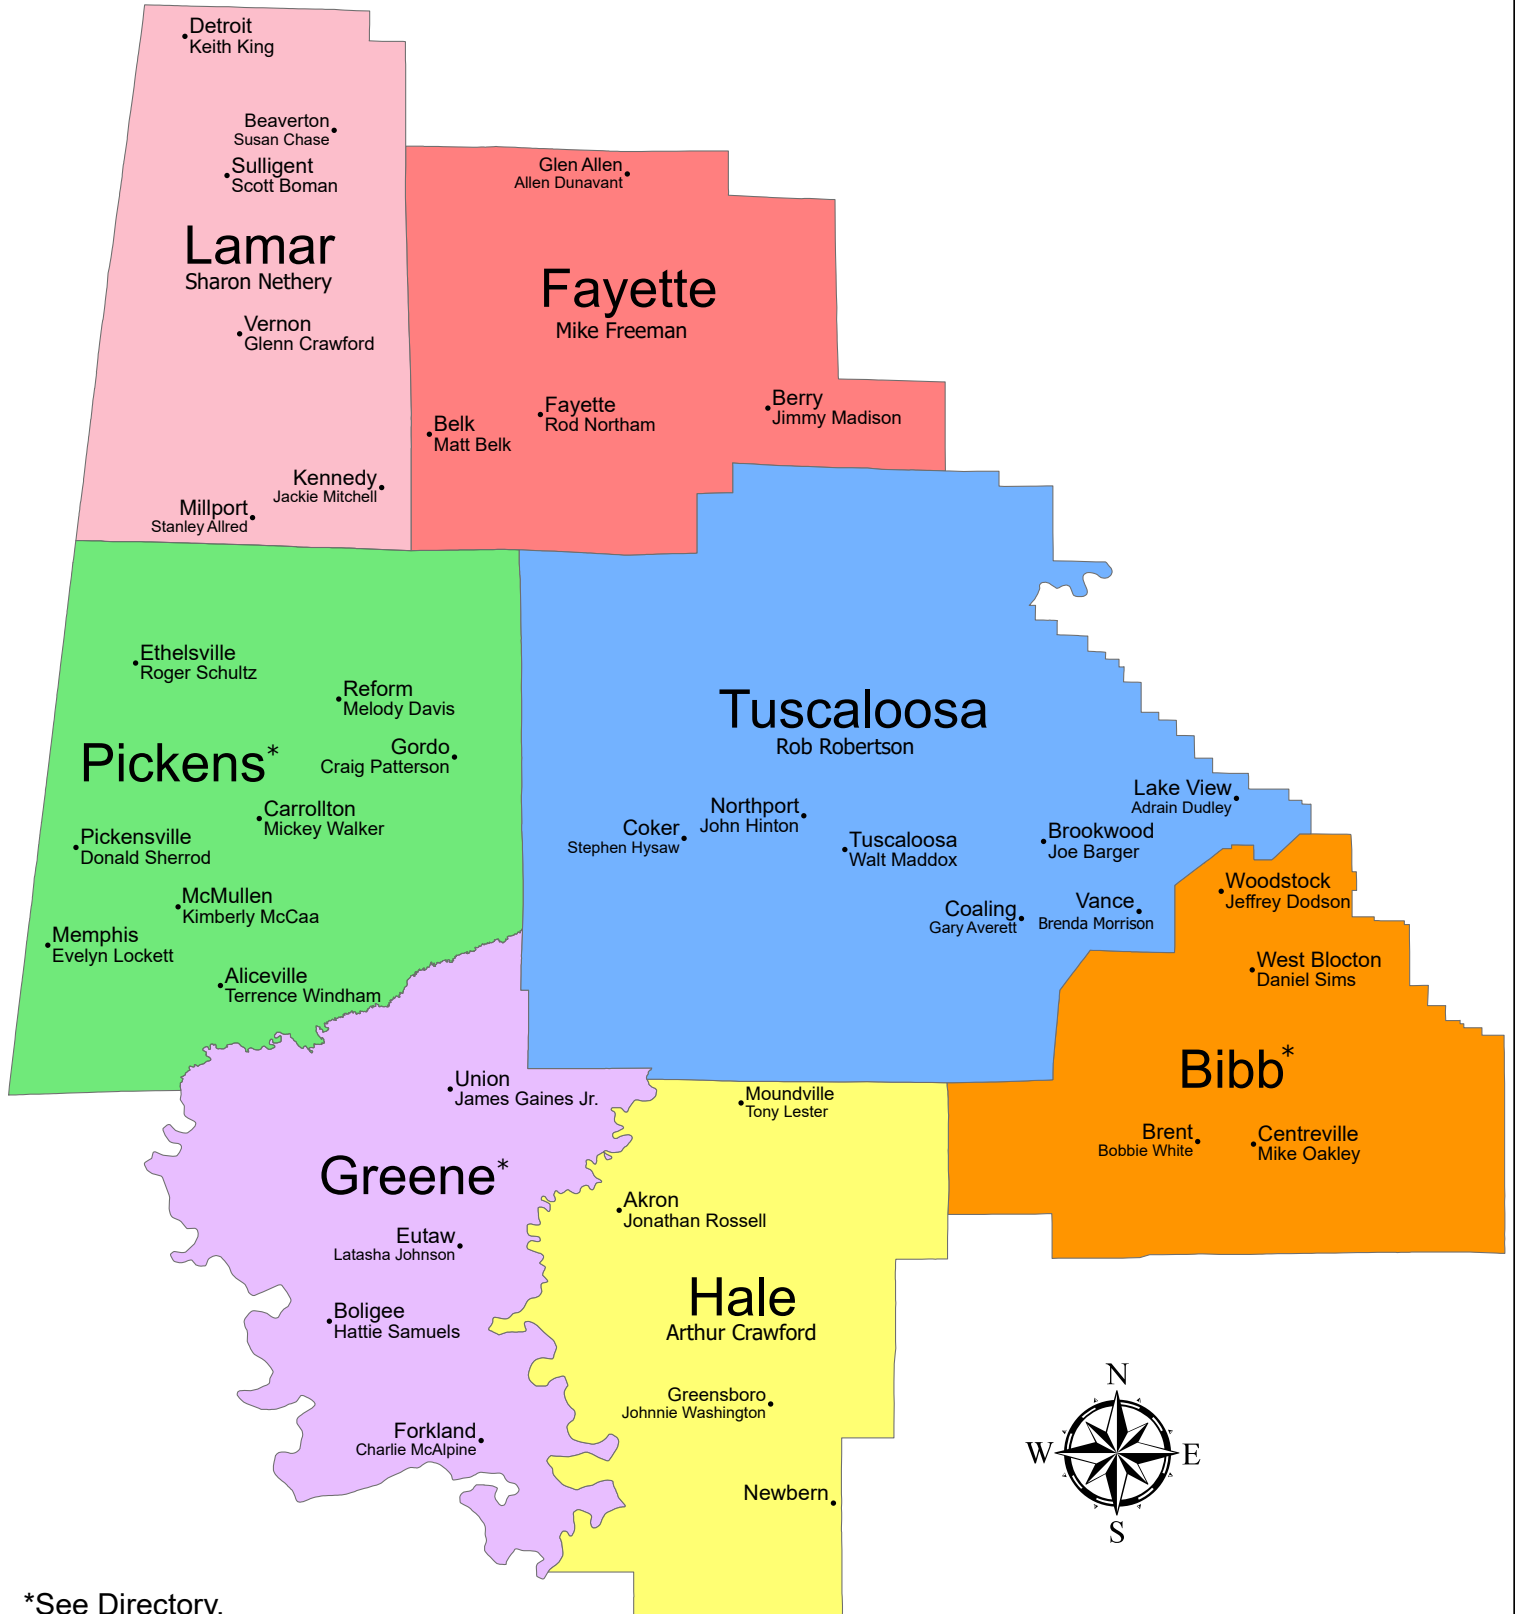 Detroit
Keith King
Beaverton
Susan Chase
Sulligent
Scott Boman
Lamar
Sharon Nethery
Vernon
Glenn Crawford
Kennedy
Jackie Mitchell
Millport
Stanley Allred
Glen Allen
Allen Dunavant
Fayette
Mike Freeman
Fayette
Rod Northam
Belk
Matt Belk
Berry
Jimmy Madison
Ethelsville
Roger Schultz
Reform
Melody Davis
Gordo
Craig Patterson
Pickens*
Carrollton
Mickey Walker
Pickensville
Donald Sherrod
McMullen
Kimberly McCaa
Memphis
Evelyn Lockett
Aliceville
Terrence Windham
Tuscaloosa
Rob Robertson
Lake View
Adrain Dudley
Northport
John Hinton
Coker
Stephen Hysaw
Tuscaloosa
Walt Maddox
Brookwood
Joe Barger
Coaling
Gary Averett
Vance
Brenda Morrison
Woodstock
Jeffrey Dodson
West Blocton
Daniel Sims
Bibb*
Brent
Bobbie White
Centreville
Mike Oakley
Union
James Gaines Jr.
Greene*
Eutaw
Latasha Johnson
Boligee
Hattie Samuels
Forkland
Charlie McAlpine
Moundville
Tony Lester
Akron
Jonathan Rossell
Hale
Arthur Crawford
Greensboro
Johnnie Washington
Newbern
N
W
E
S
*See Directory.